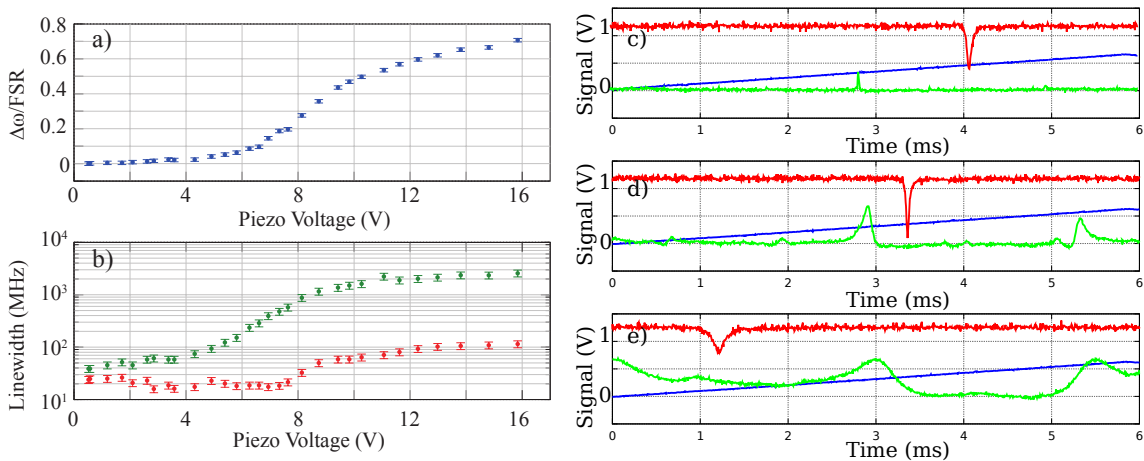 a)
0.8
0.6
0.4
0.2
0
Δω/FSR
0 4 8 12 16
Piezo Voltage (V)
b)
10⁴
10³
10²
10¹
Linewidth (MHz)
0 4 8 12 16
Piezo Voltage (V)
c)
Signal (V)
1
0
0 1 2 3 4 5 6
Time (ms)
d)
Signal (V)
1
0
0 1 2 3 4 5 6
Time (ms)
e)
Signal (V)
1
0
0 1 2 3 4 5 6
Time (ms)